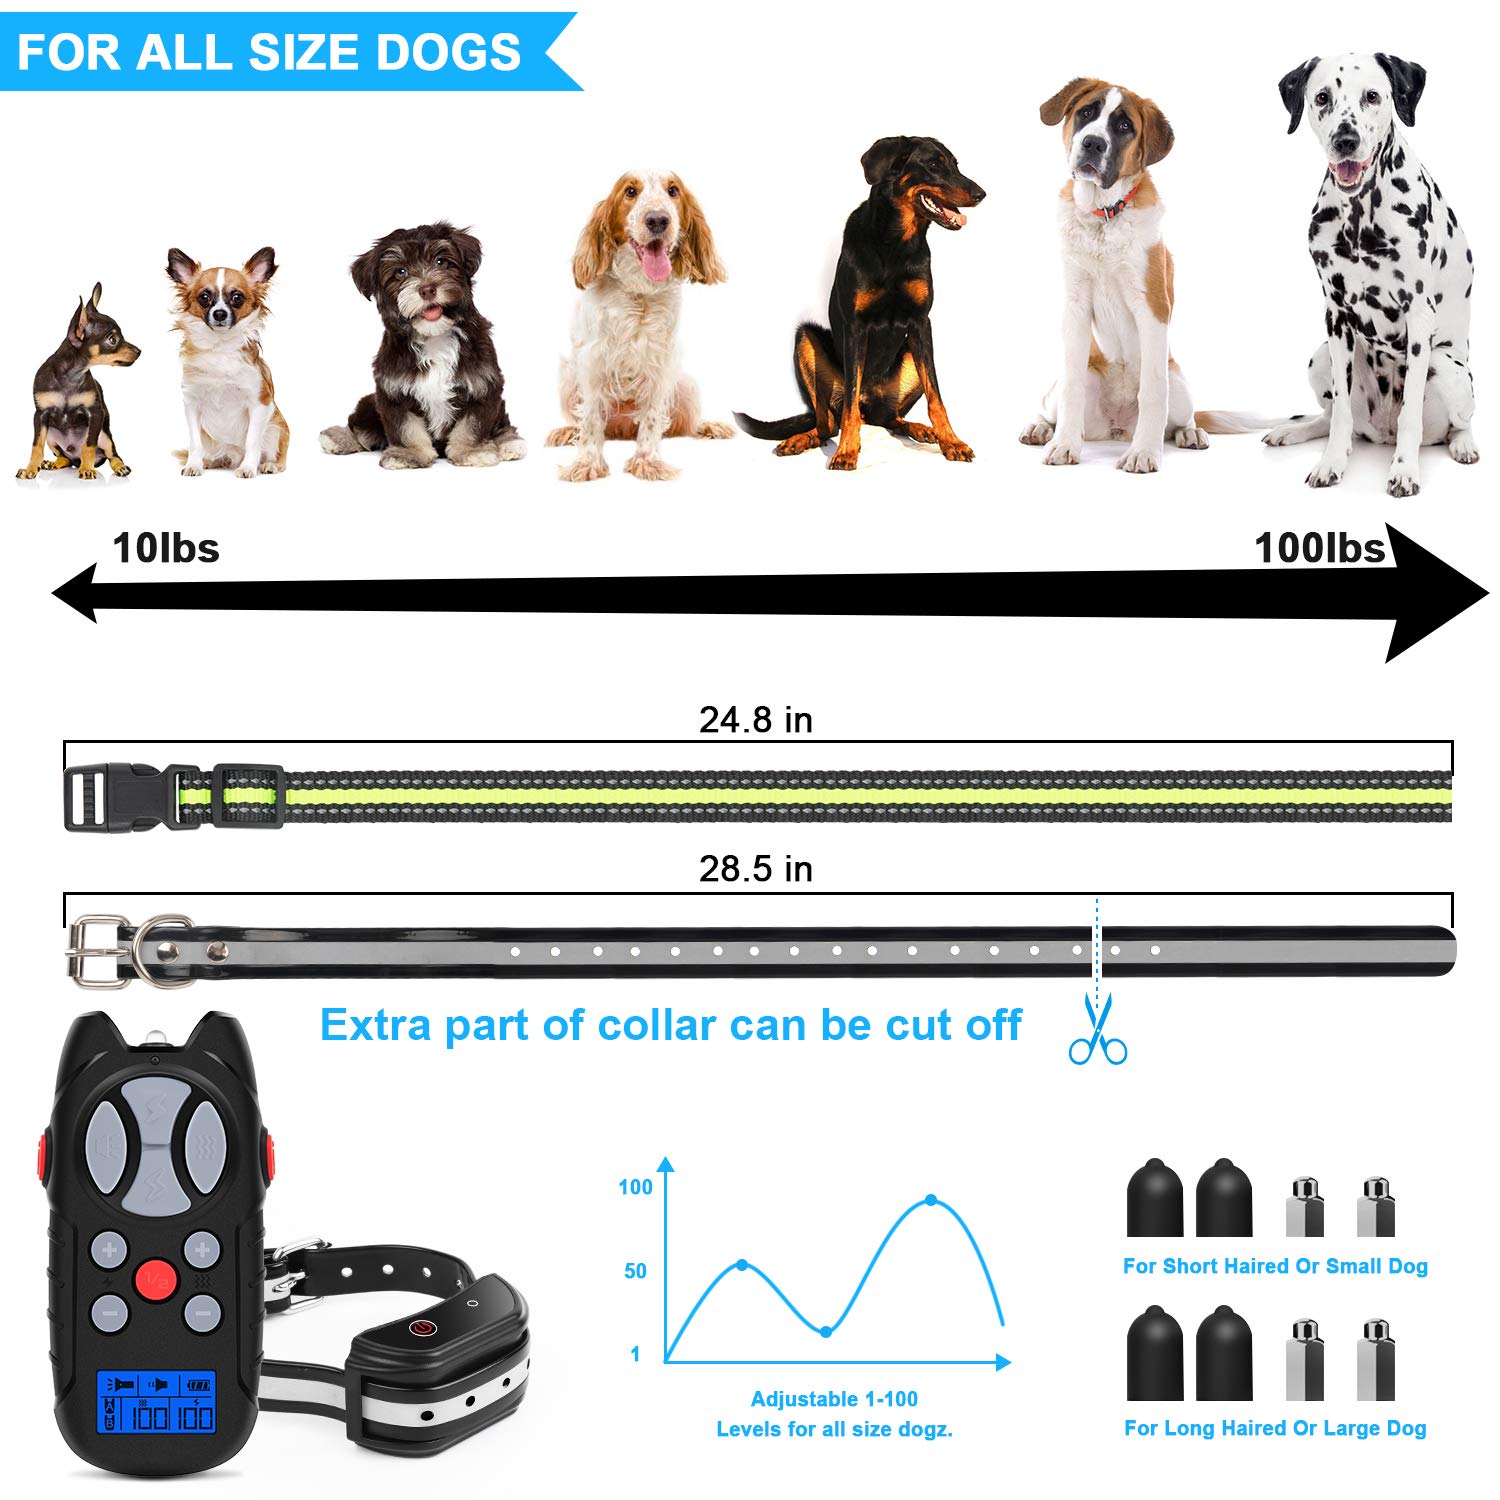 FOR ALL SIZE DOGS
10lbs
100lbs
24.8 in
28.5 in
Extra part of collar can be cut off
1/2
A
B
100 100
100
50
1
Adjustable 1-100
Levels for all size dogz.
For Short Haired Or Small Dog
For Long Haired Or Large Dog